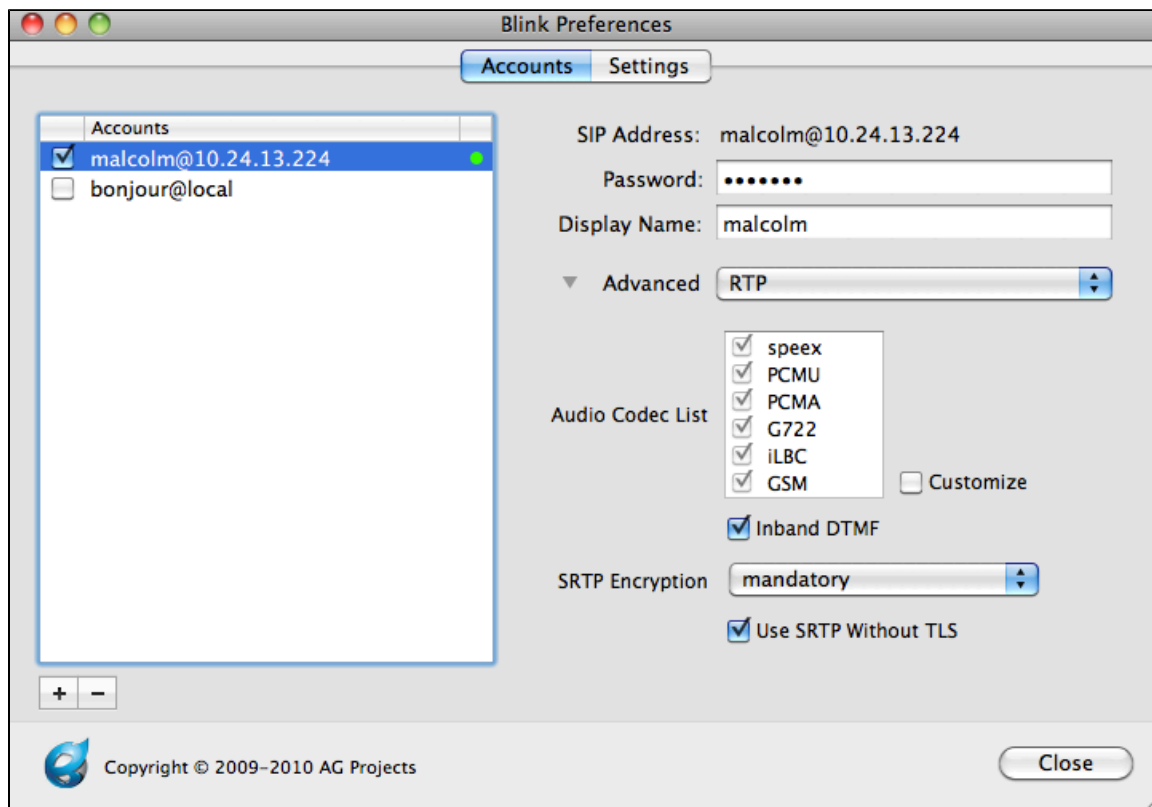 Blink Preferences
Accounts Settings
Accounts
malcolm@10.24.13.224
bonjour@local
SIP Address: malcolm@10.24.13.224
Password: •••••••
Display Name: malcolm
Advanced RTP
Audio Codec List
speex
PCMU
PCMA
G722
iLBC
GSM
Customize
Inband DTMF
SRTP Encryption mandatory
Use SRTP Without TLS
+ −
Copyright © 2009–2010 AG Projects
Close